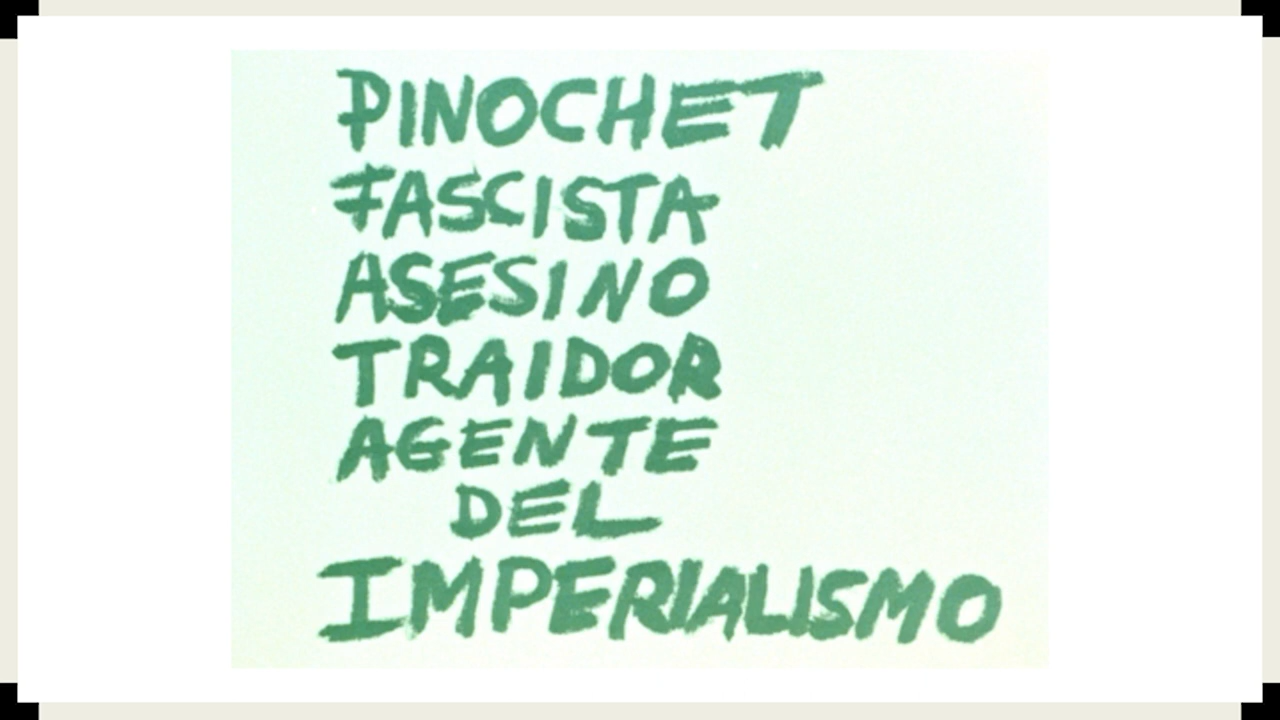 PINOCHET
FASCISTA
ASESINO
TRAIDOR
AGENTE
DEL
IMPERIALISMO